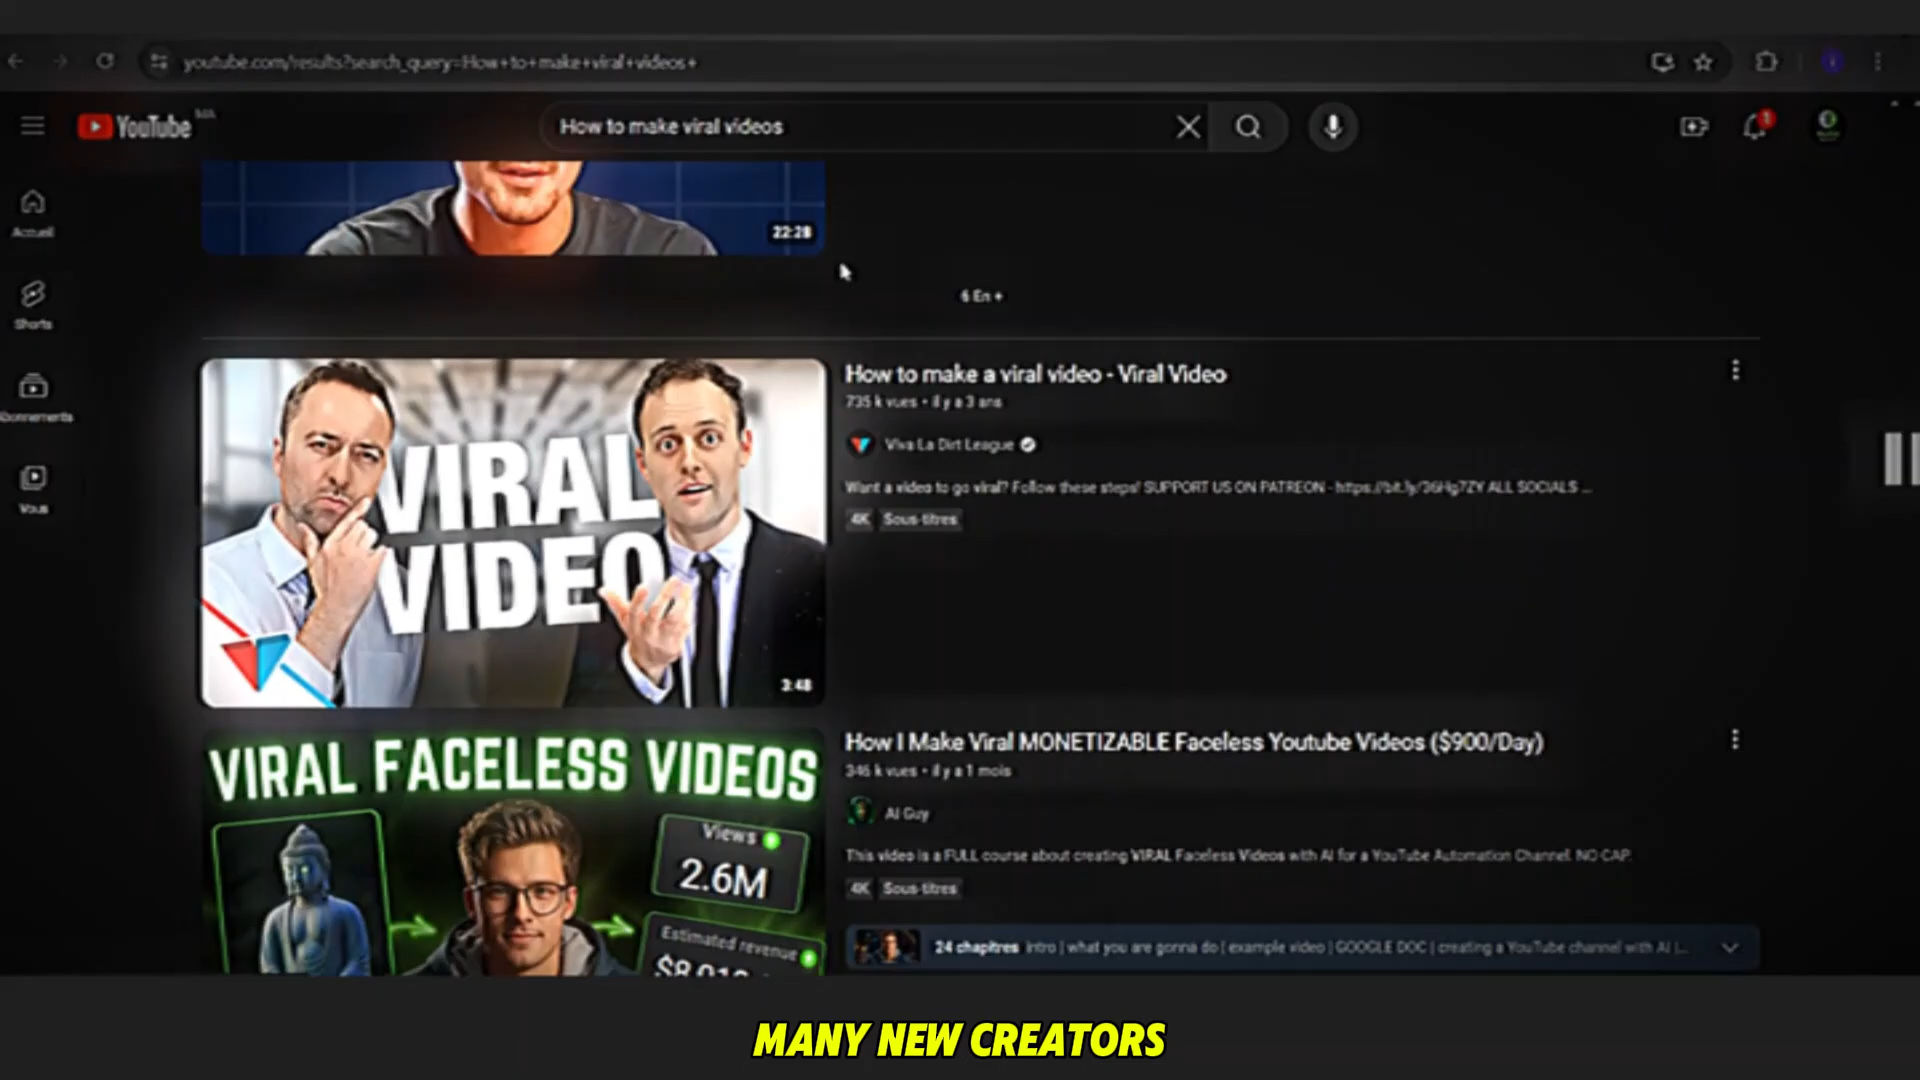 youtube.com/results?search_query=How+to+make+viral+videos+
YouTube MA
How to make viral videos
1
Accueil
Shorts
Abonnements
Vous
22:28
6 En +
VIRAL
VIDEO
3:48
How to make a viral video - Viral Video
735 k vues • il y a 3 ans
Viva La Dirt League
Want a video to go viral? Follow these steps! SUPPORT US ON PATREON - https://bit.ly/36Hg7ZY ALL SOCIALS ...
4K Sous-titres
VIRAL FACELESS VIDEOS
Views
2.6M
Estimated revenue
How I Make Viral MONETIZABLE Faceless Youtube Videos ($900/Day)
346 k vues • il y a 1 mois
AI Guy
This video is a FULL course about creating VIRAL Faceless Videos with AI for a YouTube Automation Channel. NO CAP.
4K Sous-titres
24 chapitres Intro | what you are gonna do | example video | GOOGLE DOC | creating a YouTube channel with AI |...
MANY NEW CREATORS